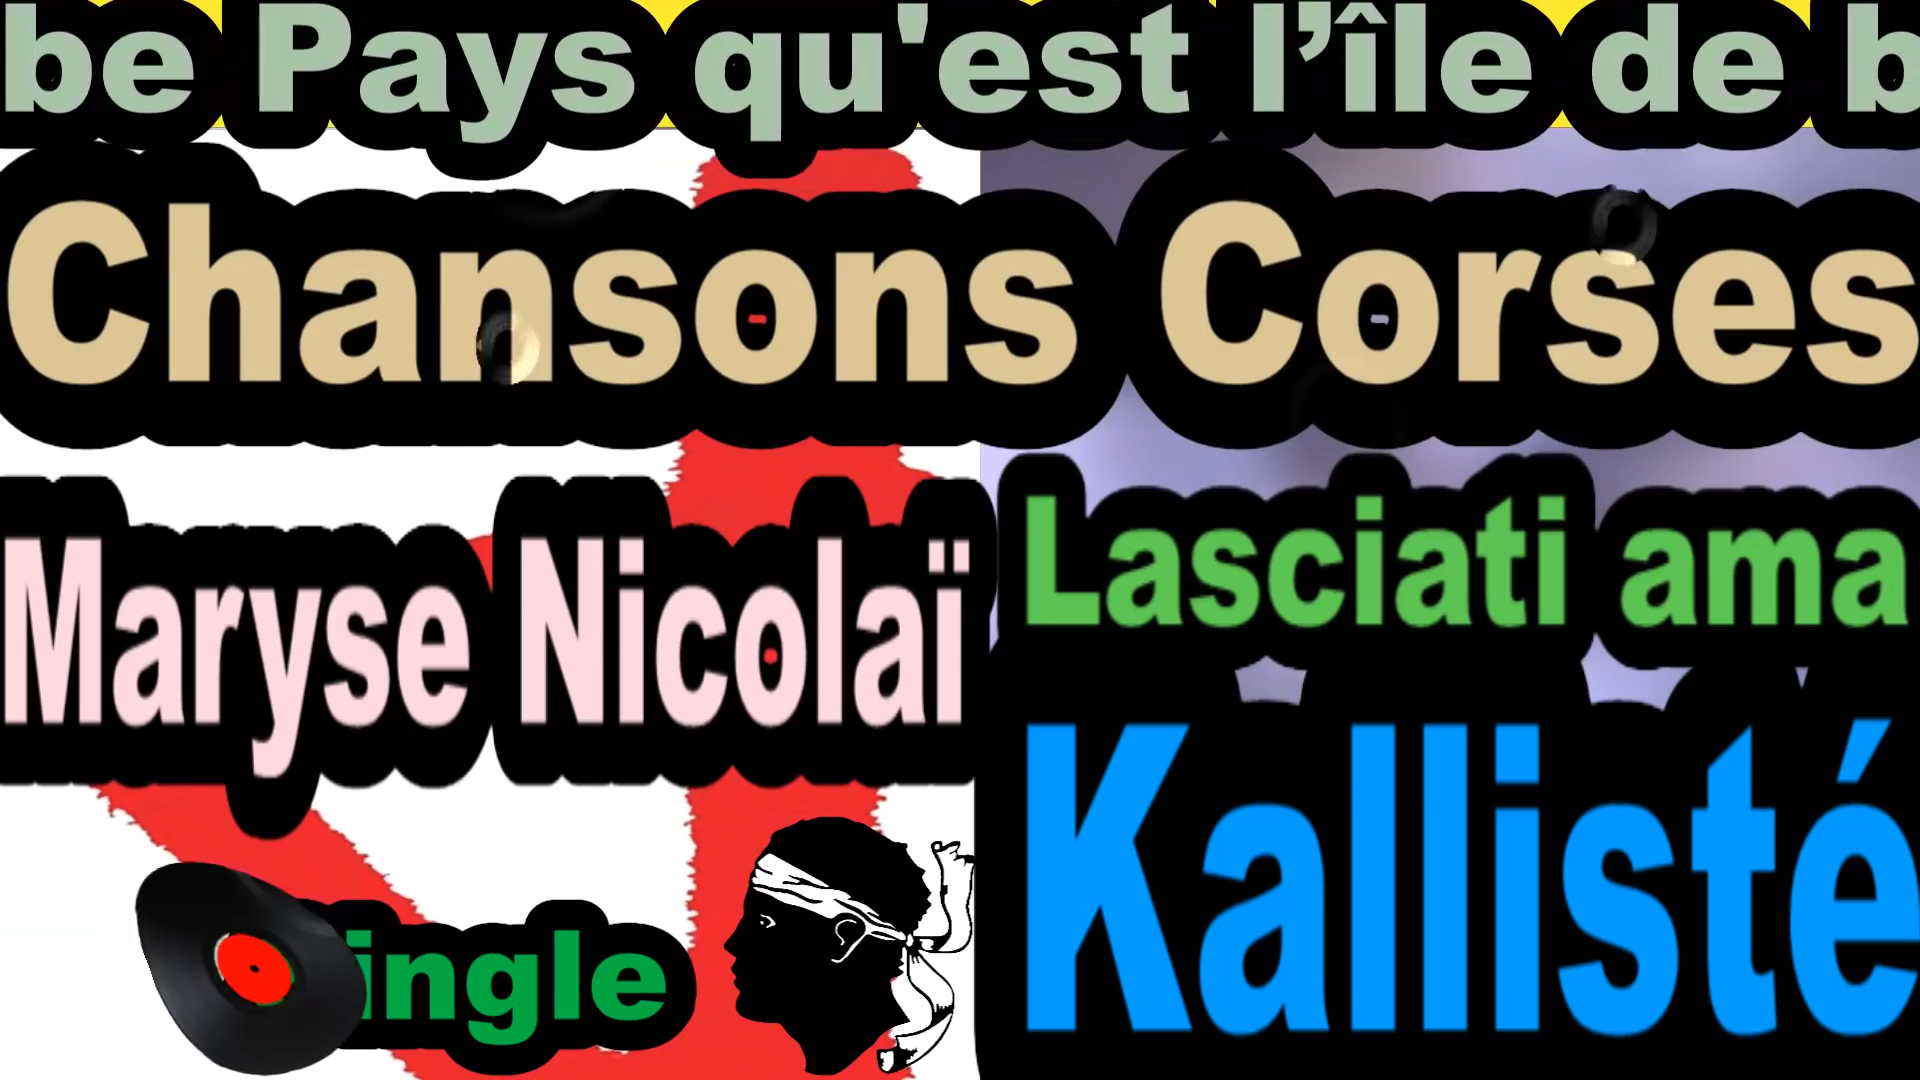 be Pays qu'est l’île de b
Chansons Corses
Maryse Nicolaï
Lasciati ama
Kallisté
ingle